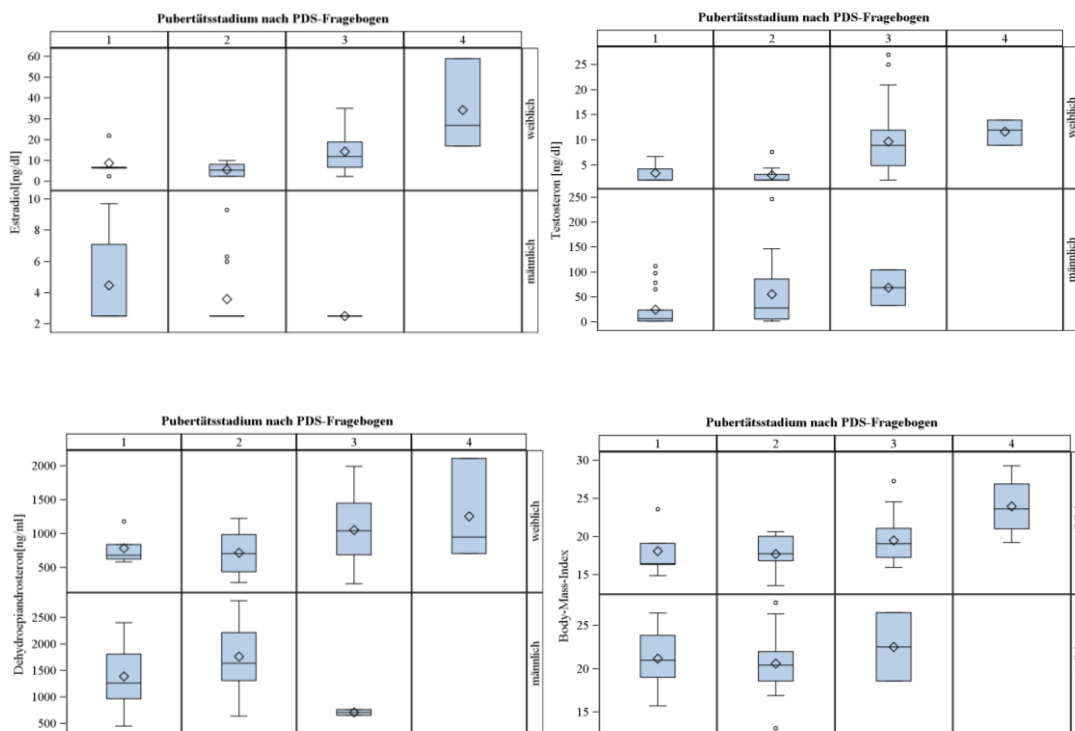 Pubertätsstadium nach PDS-Fragebogen
1 2 3 4
60
50
40
30
20
10
0
weiblich
Estradiol[ng/dl]
10
8
6
4
2
männlich
Pubertätsstadium nach PDS-Fragebogen
1 2 3 4
25
20
15
10
5
weiblich
Testosteron [ng/dl]
250
200
150
100
50
0
männlich
Pubertätsstadium nach PDS-Fragebogen
1 2 3 4
2000
1500
1000
500
weiblich
Dehydroepiandrosteron[ng/ml]
2500
2000
1500
1000
500
männlich
Pubertätsstadium nach PDS-Fragebogen
1 2 3 4
30
25
20
15
Body-Mass-Index
25
20
15